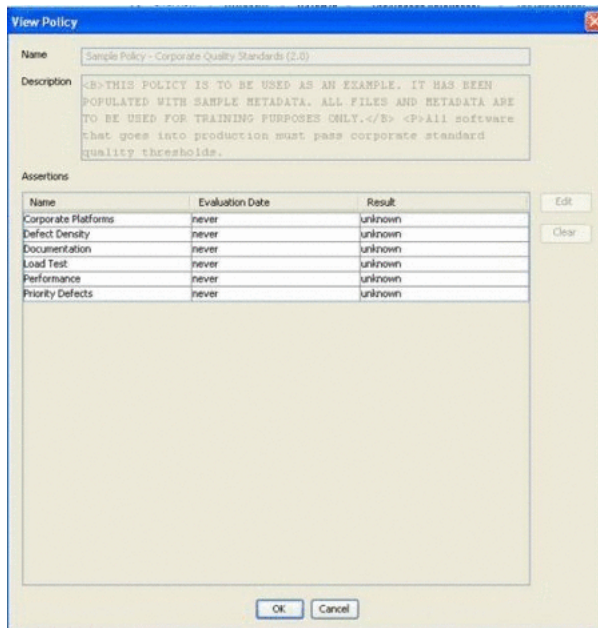 View Policy
Name
Sample Policy - Corporate Quality Standards (2.0)
Description
<B>THIS POLICY IS TO BE USED AS AN EXAMPLE. IT HAS BEEN
POPULATED WITH SAMPLE METADATA. ALL FILES AND METADATA ARE
TO BE USED FOR TRAINING PURPOSES ONLY.</B> <P>All software
that goes into production must pass corporate standard
quality thresholds.
Assertions
Name Evaluation Date Result
Corporate Platforms never unknown
Defect Density never unknown
Documentation never unknown
Load Test never unknown
Performance never unknown
Priority Defects never unknown
Edit
Clear
OK Cancel